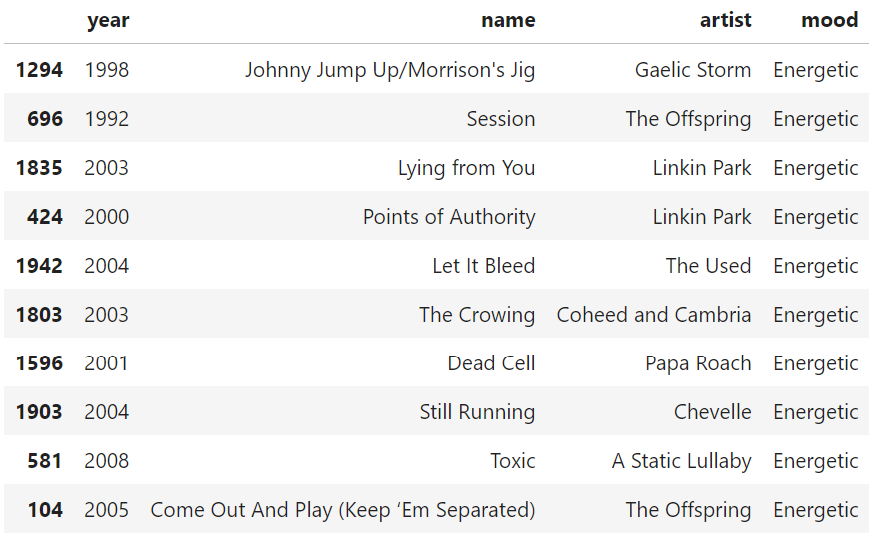 year name artist mood
1294 1998 Johnny Jump Up/Morrison's Jig Gaelic Storm Energetic
696 1992 Session The Offspring Energetic
1835 2003 Lying from You Linkin Park Energetic
424 2000 Points of Authority Linkin Park Energetic
1942 2004 Let It Bleed The Used Energetic
1803 2003 The Crowing Coheed and Cambria Energetic
1596 2001 Dead Cell Papa Roach Energetic
1903 2004 Still Running Chevelle Energetic
581 2008 Toxic A Static Lullaby Energetic
104 2005 Come Out And Play (Keep ‘Em Separated) The Offspring Energetic